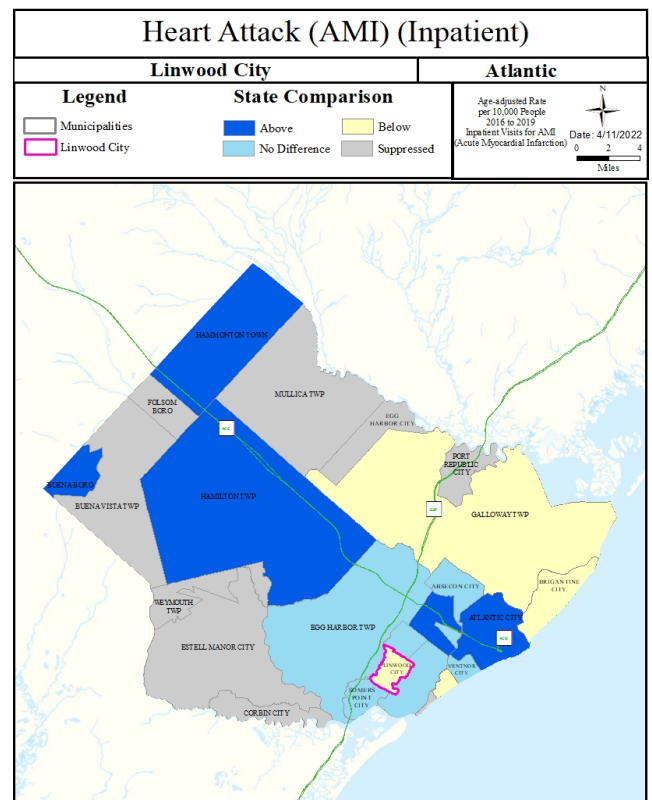 Heart Attack (AMI) (Inpatient)
Linwood City
Atlantic
Legend
Municipalities
Linwood City
State Comparison
Above
Below
No Difference
Suppressed
Age-adjusted Rate
per 10,000 People
2016 to 2019
Inpatient Visits for AMI
(Acute Myocardial Infarction)
N
Date: 4/11/2022
0 2 4
Miles
HAMMONTON TOWN
MULLICA TWP
FOLSOM
BORO
EGG
HARBOR CITY
PORT
REPUBLIC
CITY
BUENA BORO
HAMILTON TWP
BUENA VISTA TWP
GALLOWAY TWP
BRIGANTINE
CITY
ABSECON CITY
WEYMOUTH
TWP
ATLANTIC CITY
EGG HARBOR TWP
ESTELL MANOR CITY
LINWOOD
CITY
VENTNOR
CITY
SOMERS
POINT
CITY
CORBIN CITY